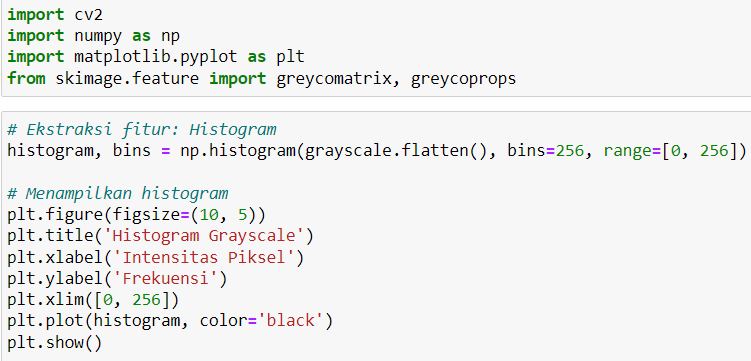 import cv2
import numpy as np
import matplotlib.pyplot as plt
from skimage.feature import greycomatrix, greycoprops
# Ekstraksi fitur: Histogram
histogram, bins = np.histogram(grayscale.flatten(), bins=256, range=[0, 256])
# Menampilkan histogram
plt.figure(figsize=(10, 5))
plt.title('Histogram Grayscale')
plt.xlabel('Intensitas Piksel')
plt.ylabel('Frekuensi')
plt.xlim([0, 256])
plt.plot(histogram, color='black')
plt.show()